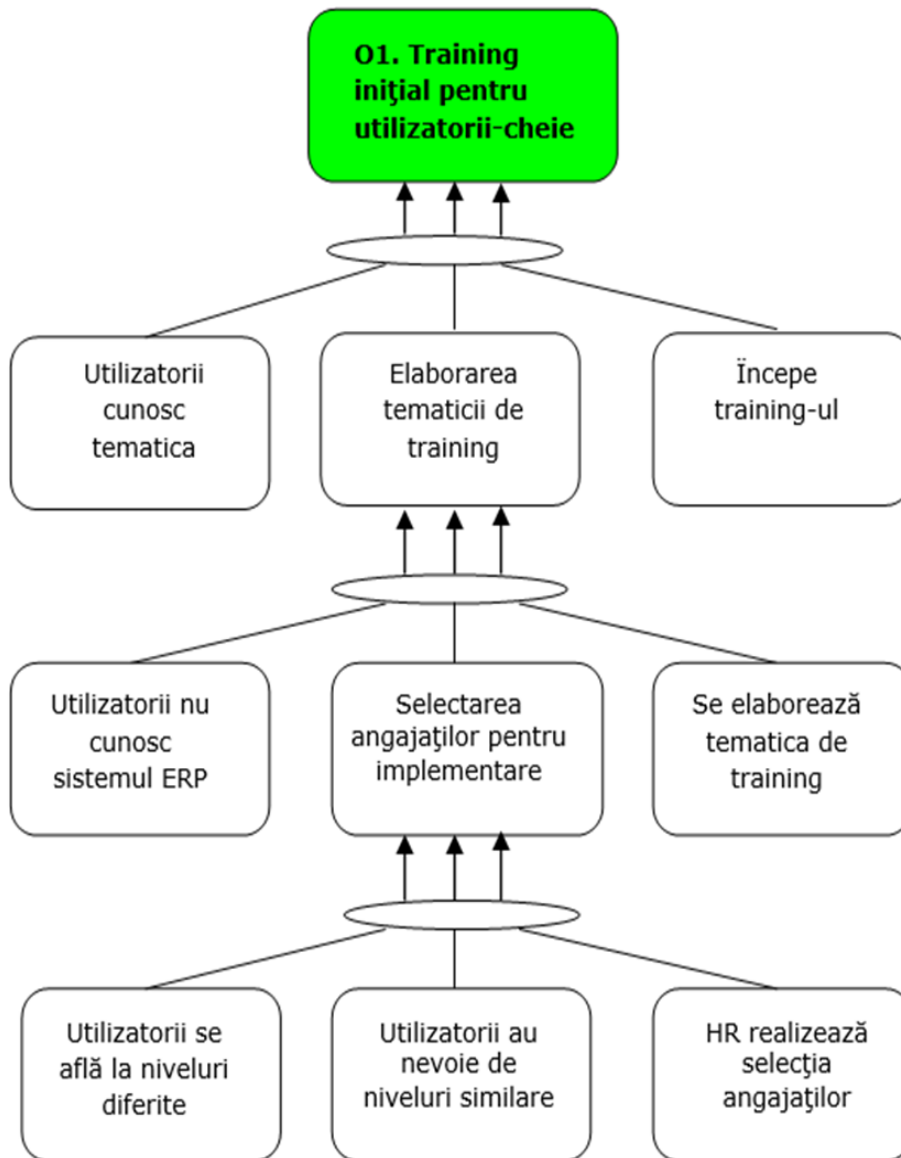 O1. Training
iniţial pentru
utilizatorii-cheie
Utilizatorii
cunosc
tematica
Elaborarea
tematicii de
training
Începe
training-ul
Utilizatorii nu
cunosc
sistemul ERP
Selectarea
angajaţilor pentru
implementare
Se elaborează
tematica de
training
Utilizatorii se
află la niveluri
diferite
Utilizatorii au
nevoie de
niveluri similare
HR realizează
selecţia
angajaţilor